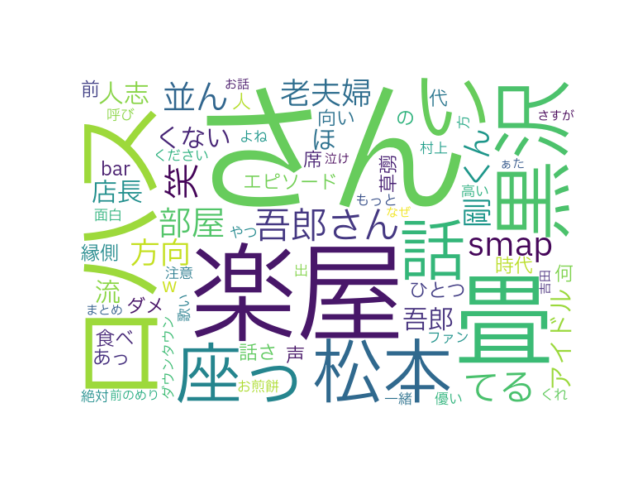 お話
前
人志
並ん
老夫婦
人
代
い
さん
呼び
向い
の
方
さすが
ロハス
くない
よね
ほ
村上
黒沢
bar
ください
席
泣け
草彅
剛くん
ぁた
店長
笑
エピソード
高い
面白
部屋
吾郎さん
もっと
なぜ
話
smap
縁側
方向
やっ
楽屋
畳
時代
流
注意
出
吉田
何
w
歌い
ひとつ
まとめ
ダメ
吾郎
アイドル
食べ
あっ
ダウンタウン
座っ
話さ
声
松本
ファン
てる
お煎餅
絶対
前のめり
一緒
優い
くれ